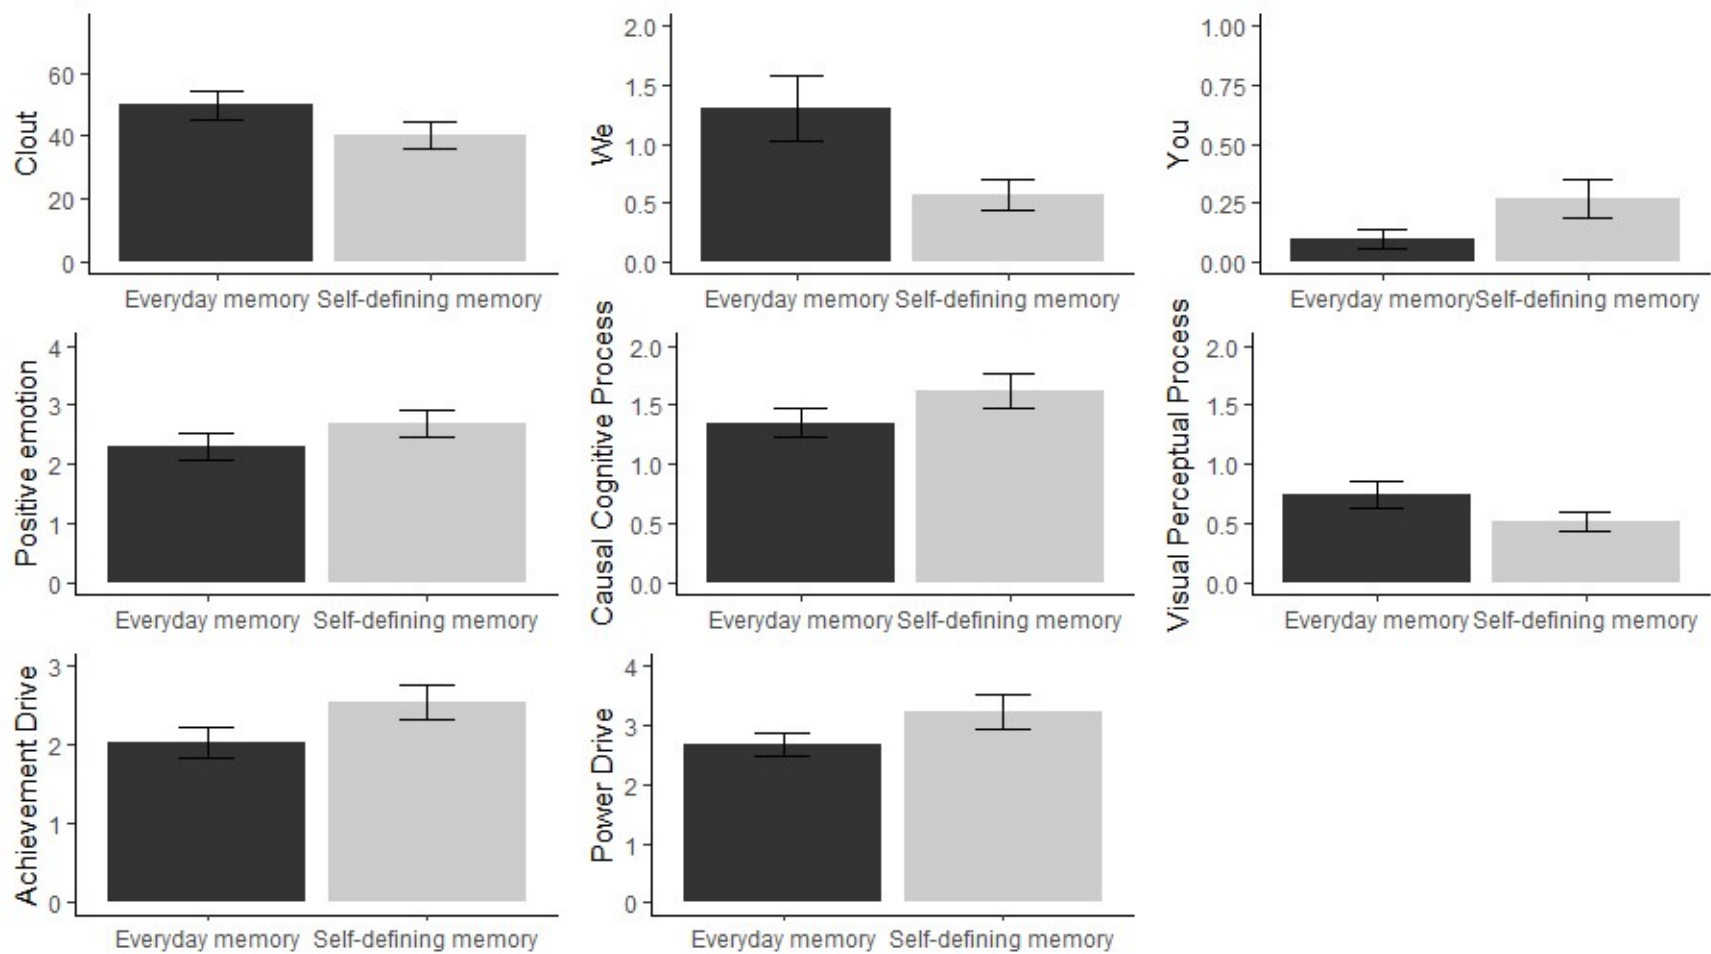 Clout
60
40
20
0
Everyday memory Self-defining memory
We
2.0
1.5
1.0
0.5
0.0
Everyday memory Self-defining memory
You
1.00
0.75
0.50
0.25
0.00
Everyday memory Self-defining memory
Positive emotion
4
3
2
1
0
Everyday memory Self-defining memory
Causal Cognitive Process
2.0
1.5
1.0
0.5
0.0
Everyday memory Self-defining memory
Visual Perceptual Process
2.0
1.5
1.0
0.5
0.0
Everyday memory Self-defining memory
Achievement Drive
3
2
1
0
Everyday memory Self-defining memory
Power Drive
4
3
2
1
0
Everyday memory Self-defining memory